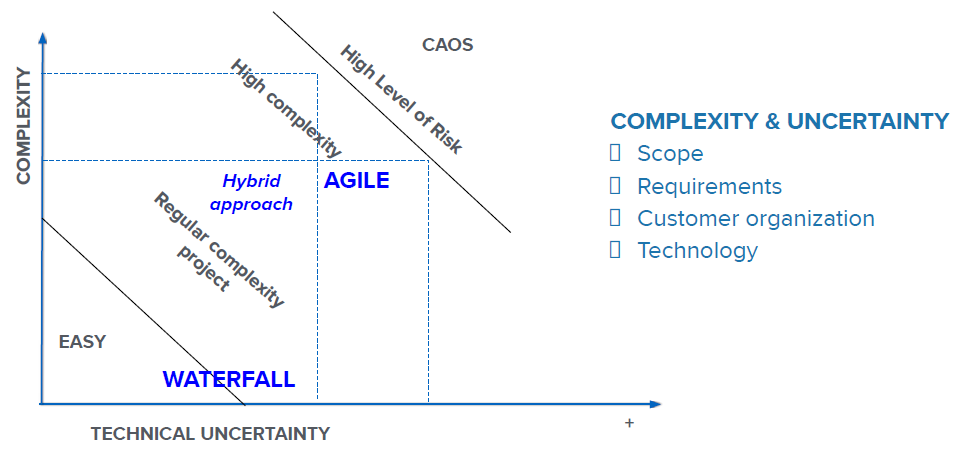 CAOS
High Level of Risk
High complexity
COMPLEXITY
Hybrid
approach
AGILE
Regular complexity
project
EASY
WATERFALL
+
TECHNICAL UNCERTAINTY
COMPLEXITY & UNCERTAINTY
Scope
Requirements
Customer organization
Technology